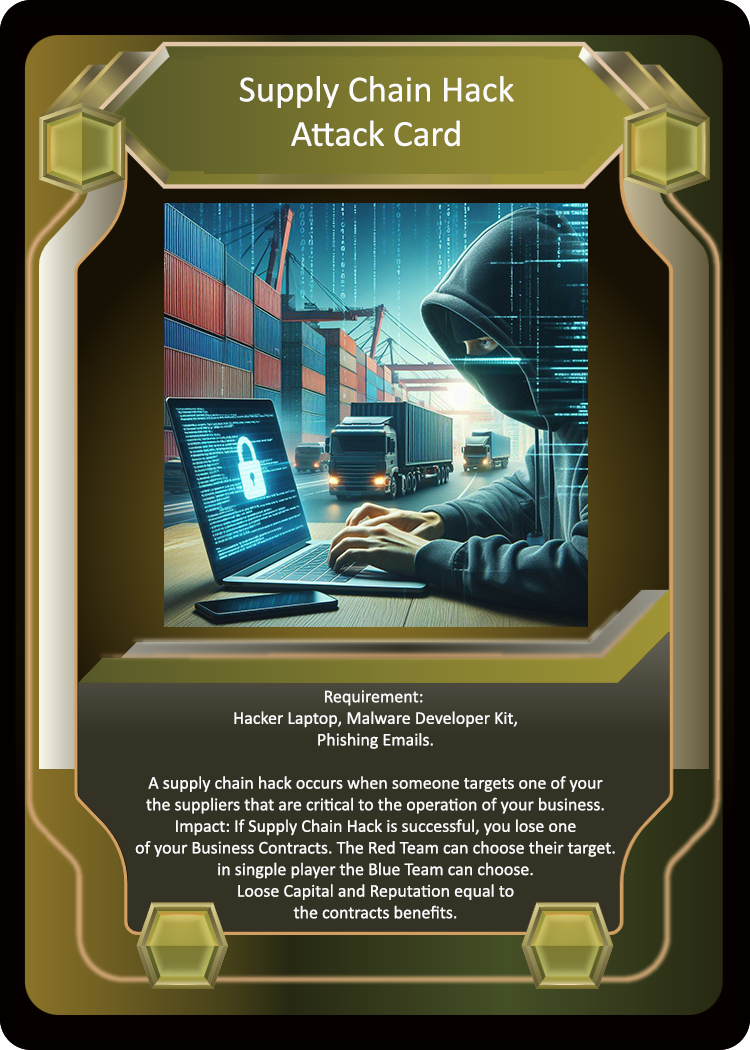 Supply Chain Hack
Attack Card
Requirement:
Hacker Laptop, Malware Developer Kit,
Phishing Emails.
A supply chain hack occurs when someone targets one of your
the suppliers that are critical to the operation of your business.
Impact: If Supply Chain Hack is successful, you lose one
of your Business Contracts. The Red Team can choose their target.
in singple player the Blue Team can choose.
Loose Capital and Reputation equal to
the contracts benefits.